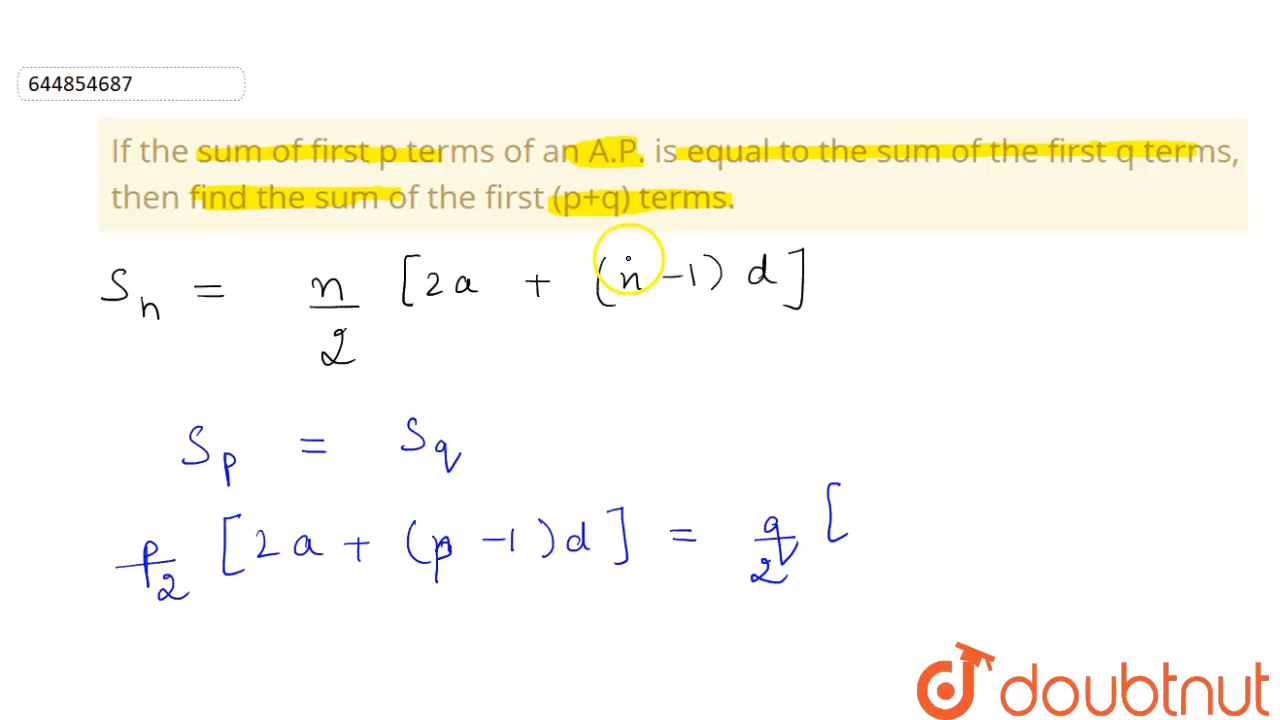 644854687
If the sum of first p terms of an A.P. is equal to the sum of the first q terms,
then find the sum of the first (p+q) terms.
Sn = n/2 [2a + (n-1) d]
Sp = Sq
p/2 [2a + (p-1)d] = q/2 [
doubtnut